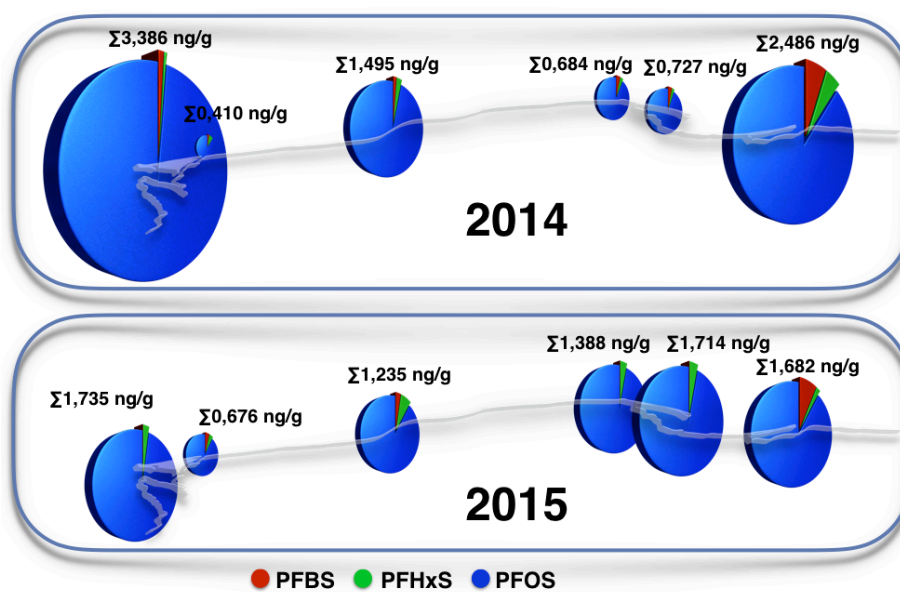 ∑3,386 ng/g
∑0,410 ng/g
∑1,495 ng/g
∑0,684 ng/g
∑0,727 ng/g
∑2,486 ng/g
2014
∑1,735 ng/g
∑0,676 ng/g
∑1,235 ng/g
∑1,388 ng/g
∑1,714 ng/g
∑1,682 ng/g
2015
PFBS PFHxS PFOS